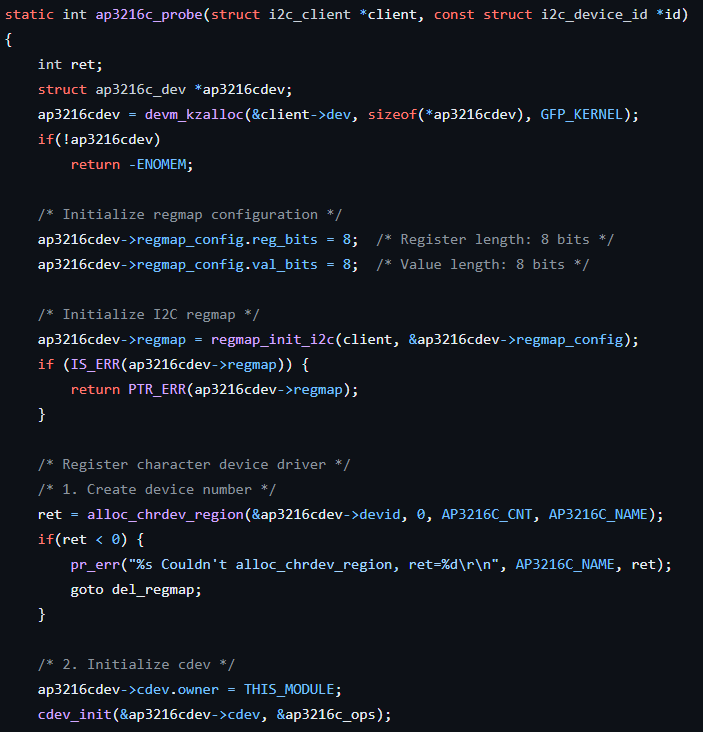 static int ap3216c_probe(struct i2c_client *client, const struct i2c_device_id *id)
{
    int ret;
    struct ap3216c_dev *ap3216cdev;
    ap3216cdev = devm_kzalloc(&client->dev, sizeof(*ap3216cdev), GFP_KERNEL);
    if(!ap3216cdev)
        return -ENOMEM;

    /* Initialize regmap configuration */
    ap3216cdev->regmap_config.reg_bits = 8;  /* Register length: 8 bits */
    ap3216cdev->regmap_config.val_bits = 8;  /* Value length: 8 bits */

    /* Initialize I2C regmap */
    ap3216cdev->regmap = regmap_init_i2c(client, &ap3216cdev->regmap_config);
    if (IS_ERR(ap3216cdev->regmap)) {
        return PTR_ERR(ap3216cdev->regmap);
    }

    /* Register character device driver */
    /* 1. Create device number */
    ret = alloc_chrdev_region(&ap3216cdev->devid, 0, AP3216C_CNT, AP3216C_NAME);
    if(ret < 0) {
        pr_err("%s Couldn't alloc_chrdev_region, ret=%d\r\n", AP3216C_NAME, ret);
        goto del_regmap;
    }

    /* 2. Initialize cdev */
    ap3216cdev->cdev.owner = THIS_MODULE;
    cdev_init(&ap3216cdev->cdev, &ap3216c_ops);